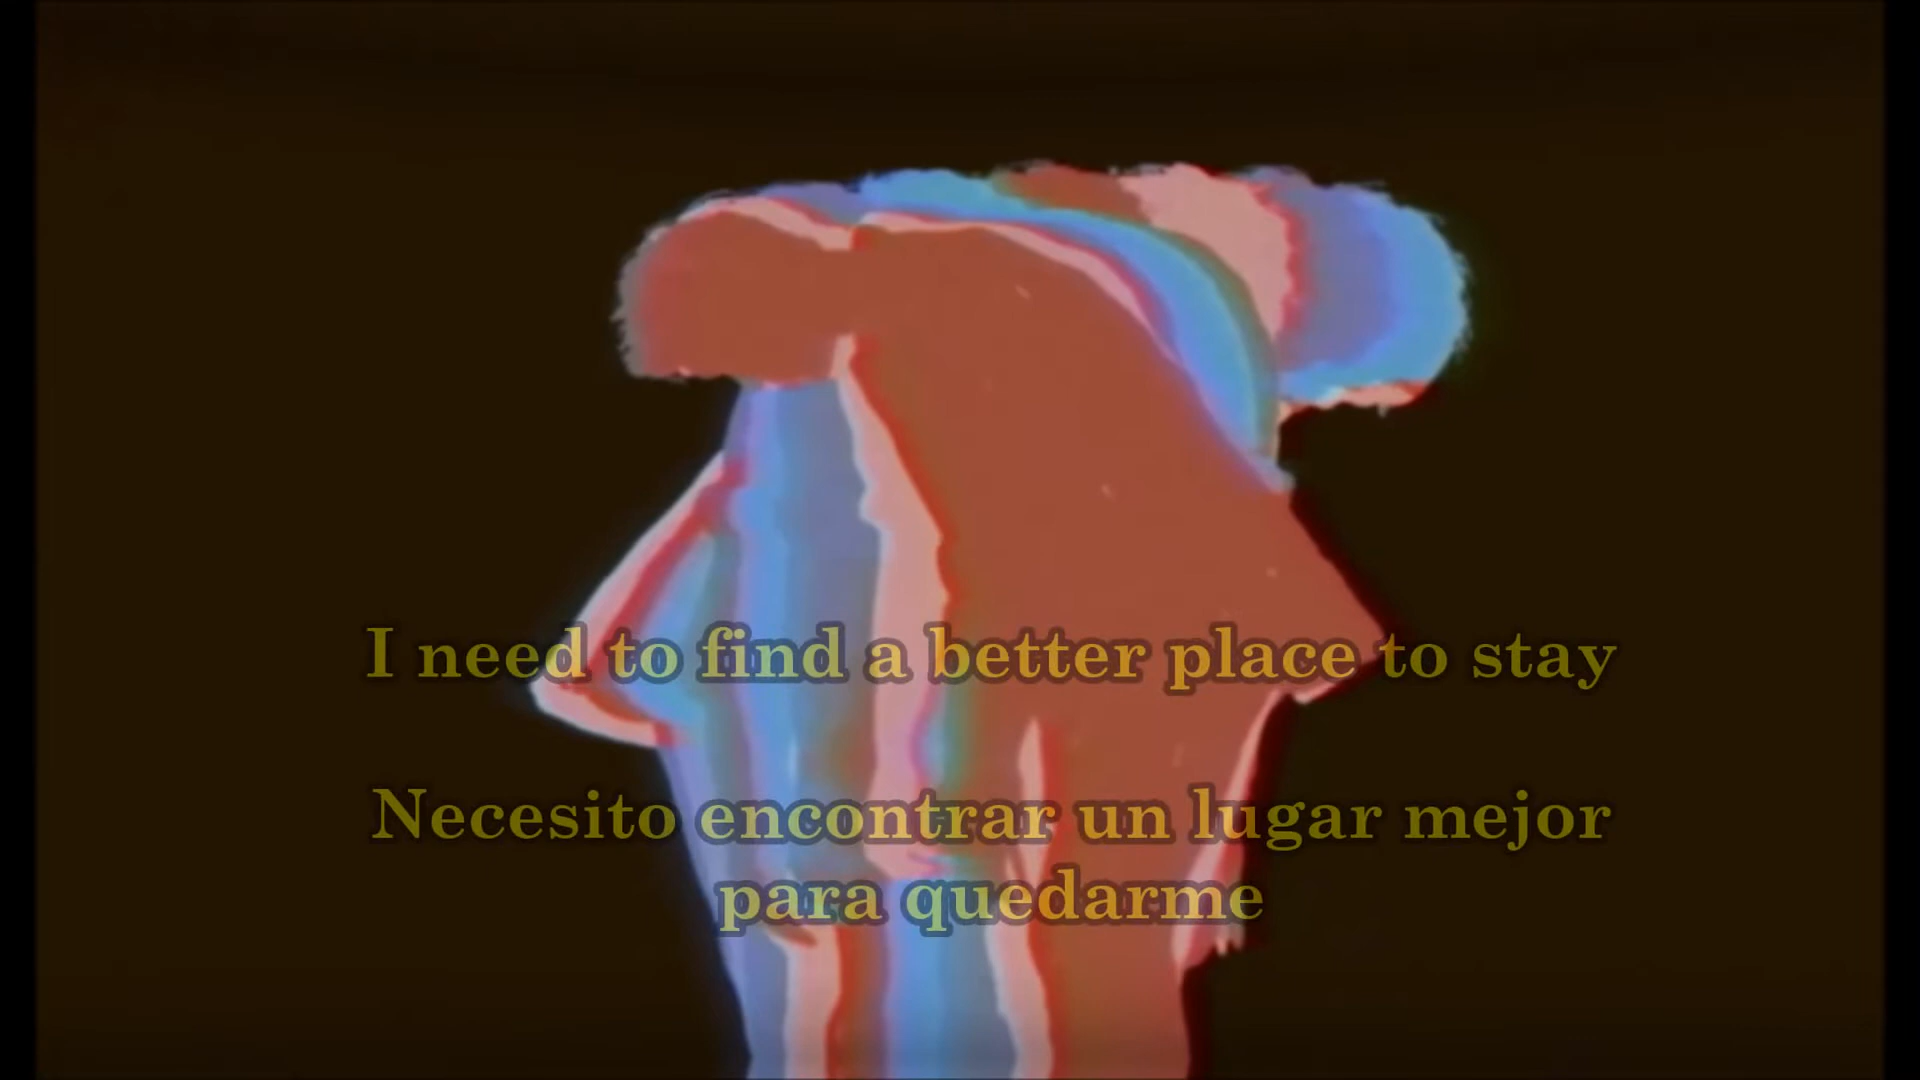 I need to find a better place to stay
Necesito encontrar un lugar mejor
para quedarme